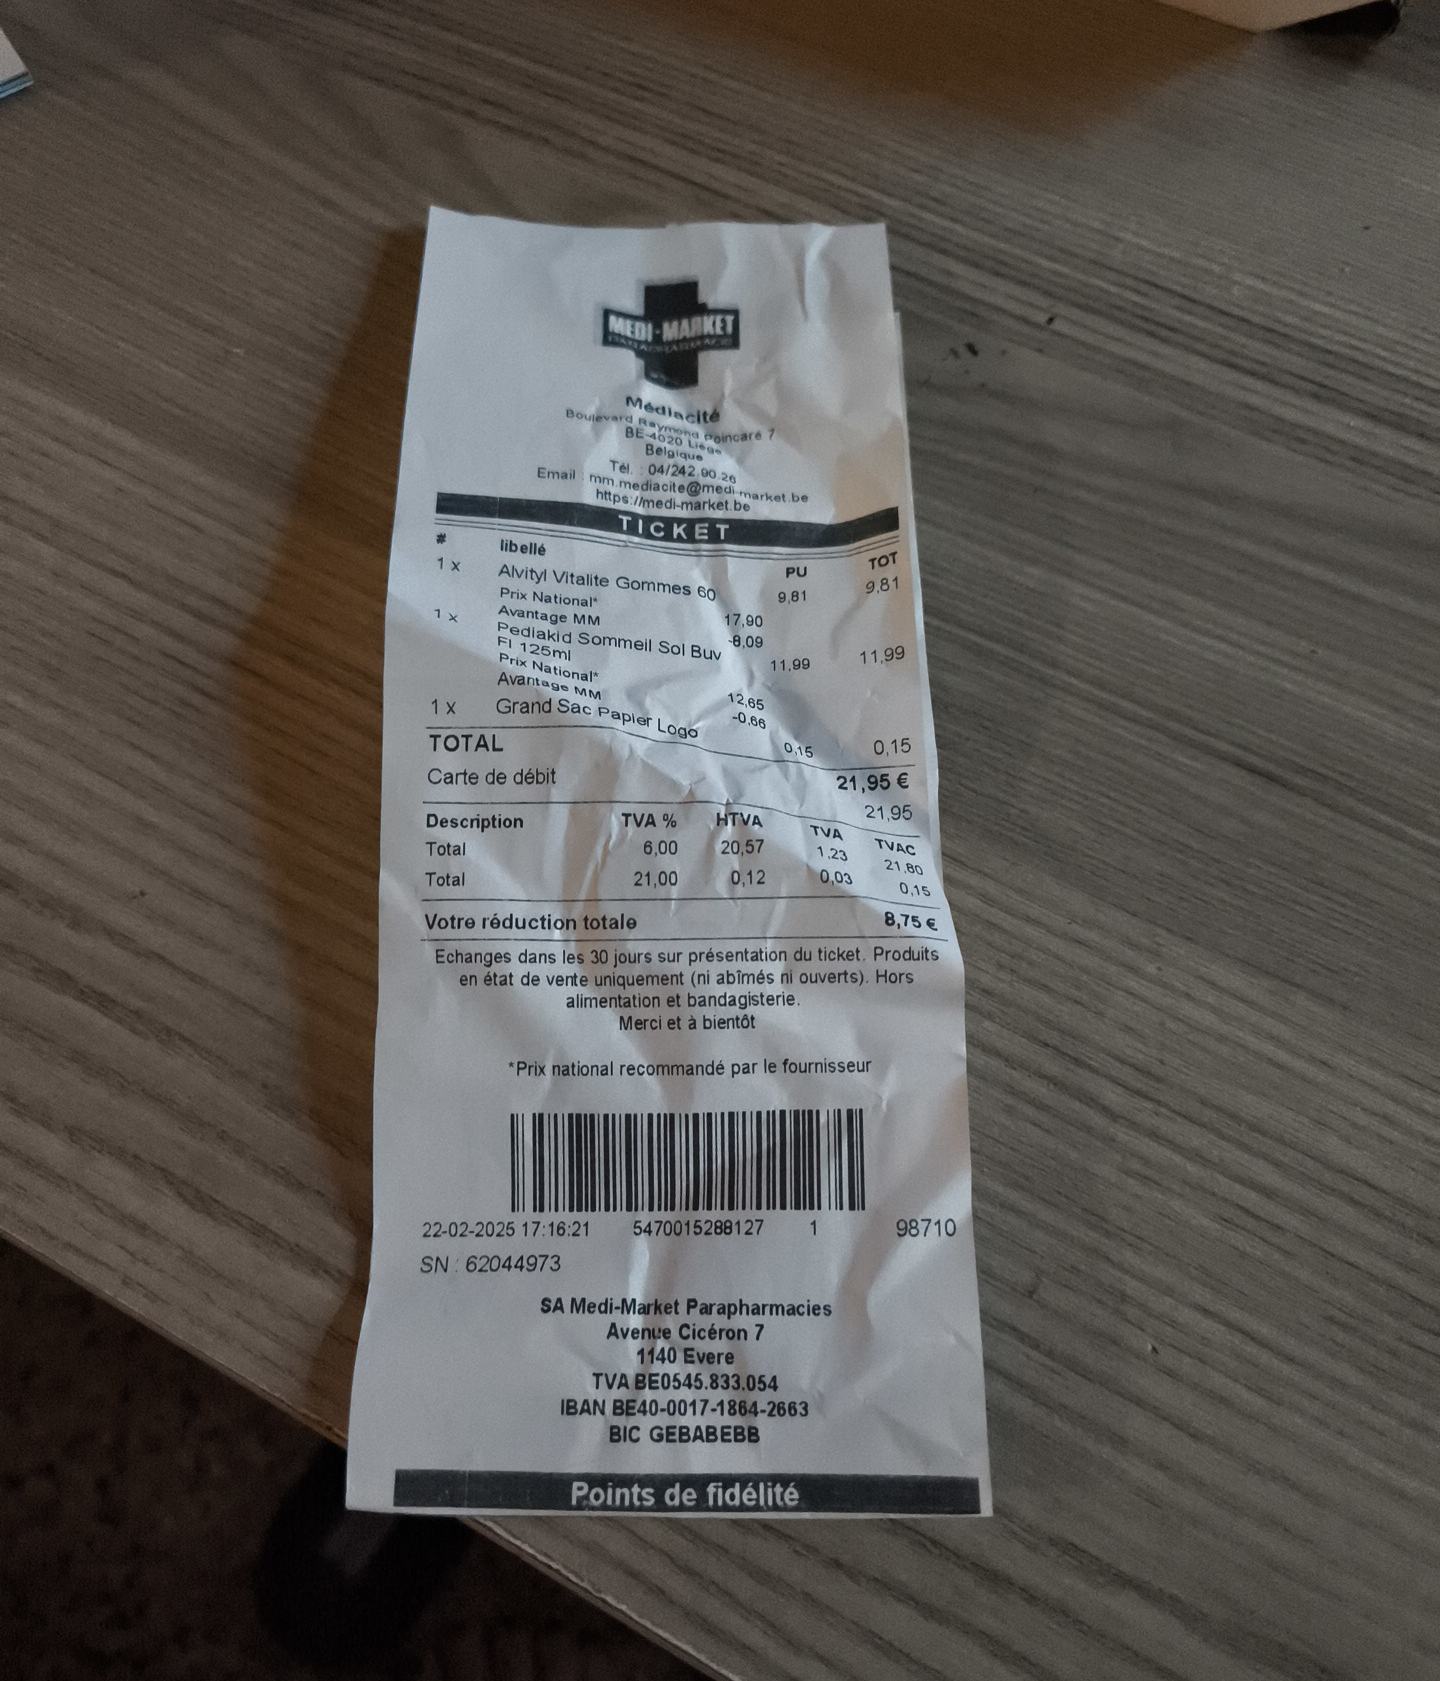 MEDI-MARKET
Médiacité
Boulevard Raymond Poincaré 7
BE-4020 Liège
Belgique
Tél. : 04/242.90.26
Email : mm.mediacite@medi-market.be
https://medi-market.be
TICKET
# libellé PU TOT
1 x Alvityl Vitalite Gommes 60 9,81 9,81
Prix National* 17,90
Avantage MM -8,09
1 x Pediakid Sommeil Sol Buv 11,99 11,99
Fl 125ml
Prix National* 12,65
Avantage MM -0,66
1 x Grand Sac Papier Logo 0,15 0,15
TOTAL 21,95 €
Carte de débit 21,95
Description TVA % HTVA TVA TVAC
Total 6,00 20,57 1,23 21,80
Total 21,00 0,12 0,03 0,15
Votre réduction totale 8,75 €
Echanges dans les 30 jours sur présentation du ticket. Produits
en état de vente uniquement (ni abîmés ni ouverts). Hors
alimentation et bandagisterie.
Merci et à bientôt
*Prix national recommandé par le fournisseur
22-02-2025 17:16:21 5470015288127 1 98710
SN : 62044973
SA Medi-Market Parapharmacies
Avenue Cicéron 7
1140 Evere
TVA BE0545.833.054
IBAN BE40-0017-1864-2663
BIC GEBABEBB
Points de fidélité